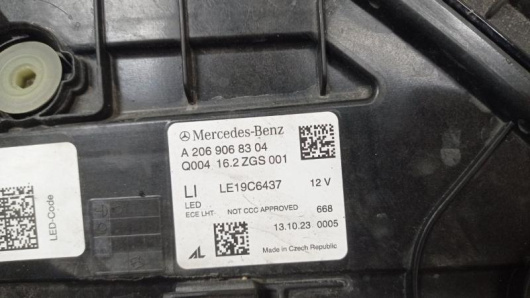 Mercedes-Benz
A 206 906 83 04
Q004 16.2 ZGS 001
LI LE19C6437 12 V
LED
ECE LHT- NOT CCC APPROVED 668
13.10.23 0005
AL Made in Czech Republic
LED-Code